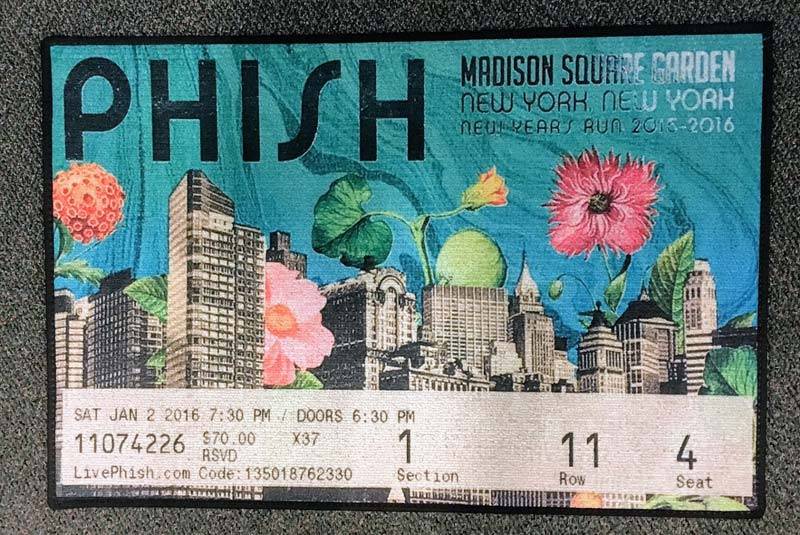 PHISH
MADISON SQUARE GARDEN
NEW YORK, NEW YORK
NEW YEARS RUN 2015-2016
SAT JAN 2 2016 7:30 PM / DOORS 6:30 PM
11074226 $70.00 X37
RSVD
LivePhish.com Code:135018762330
1
Section
11
Row
4
Seat